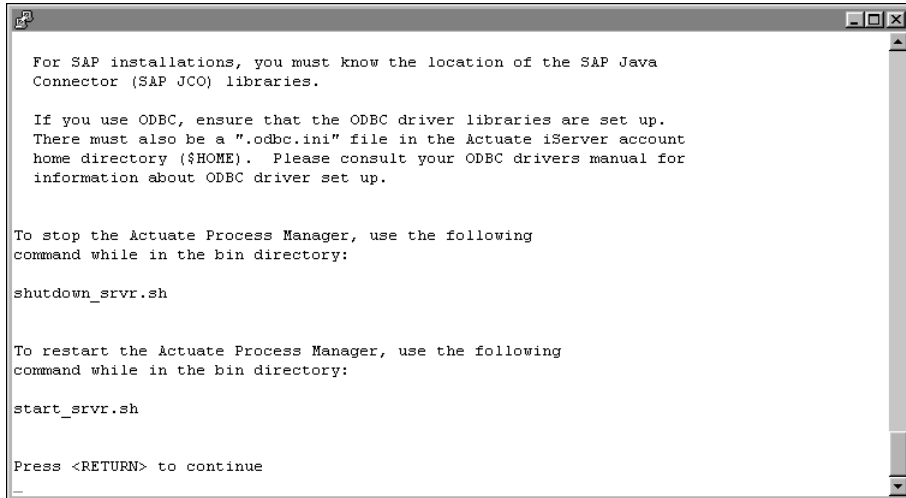 For SAP installations, you must know the location of the SAP Java
Connector (SAP JCO) libraries.
If you use ODBC, ensure that the ODBC driver libraries are set up.
There must also be a ".odbc.ini" file in the Actuate iServer account
home directory ($HOME).  Please consult your ODBC drivers manual for
information about ODBC driver set up.
To stop the Actuate Process Manager, use the following
command while in the bin directory:
shutdown_srvr.sh
To restart the Actuate Process Manager, use the following
command while in the bin directory:
start_srvr.sh
Press <RETURN> to continue